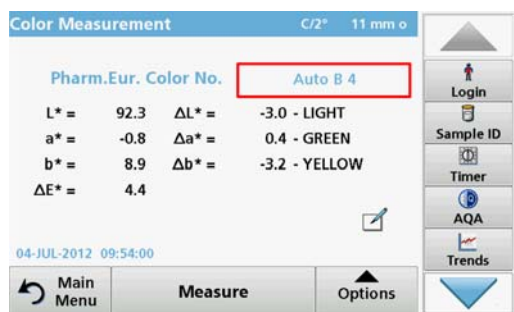 Color Measurement C/2° 11 mm o
Pharm.Eur. Color No. Auto B 4
L* = 92.3 ΔL* = -3.0 - LIGHT
a* = -0.8 Δa* = 0.4 - GREEN
b* = 8.9 Δb* = -3.2 - YELLOW
ΔE* = 4.4
04-JUL-2012 09:54:00
Main Menu
Measure
Options
Login
Sample ID
Timer
AQA
Trends